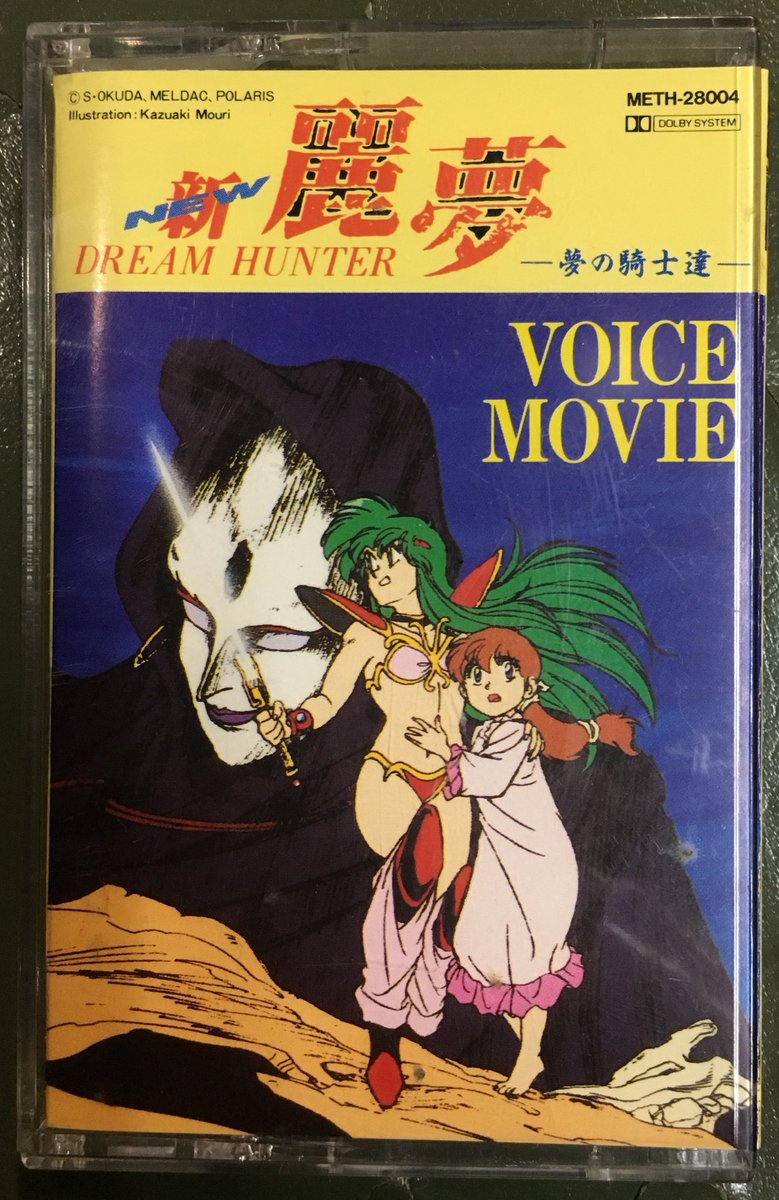 © S・OKUDA, MELDAC, POLARIS
Illustration : Kazuaki Mouri
METH-28004
DOLBY SYSTEM
NEW 新 麗夢
DREAM HUNTER
―夢の騎士達―
VOICE
MOVIE